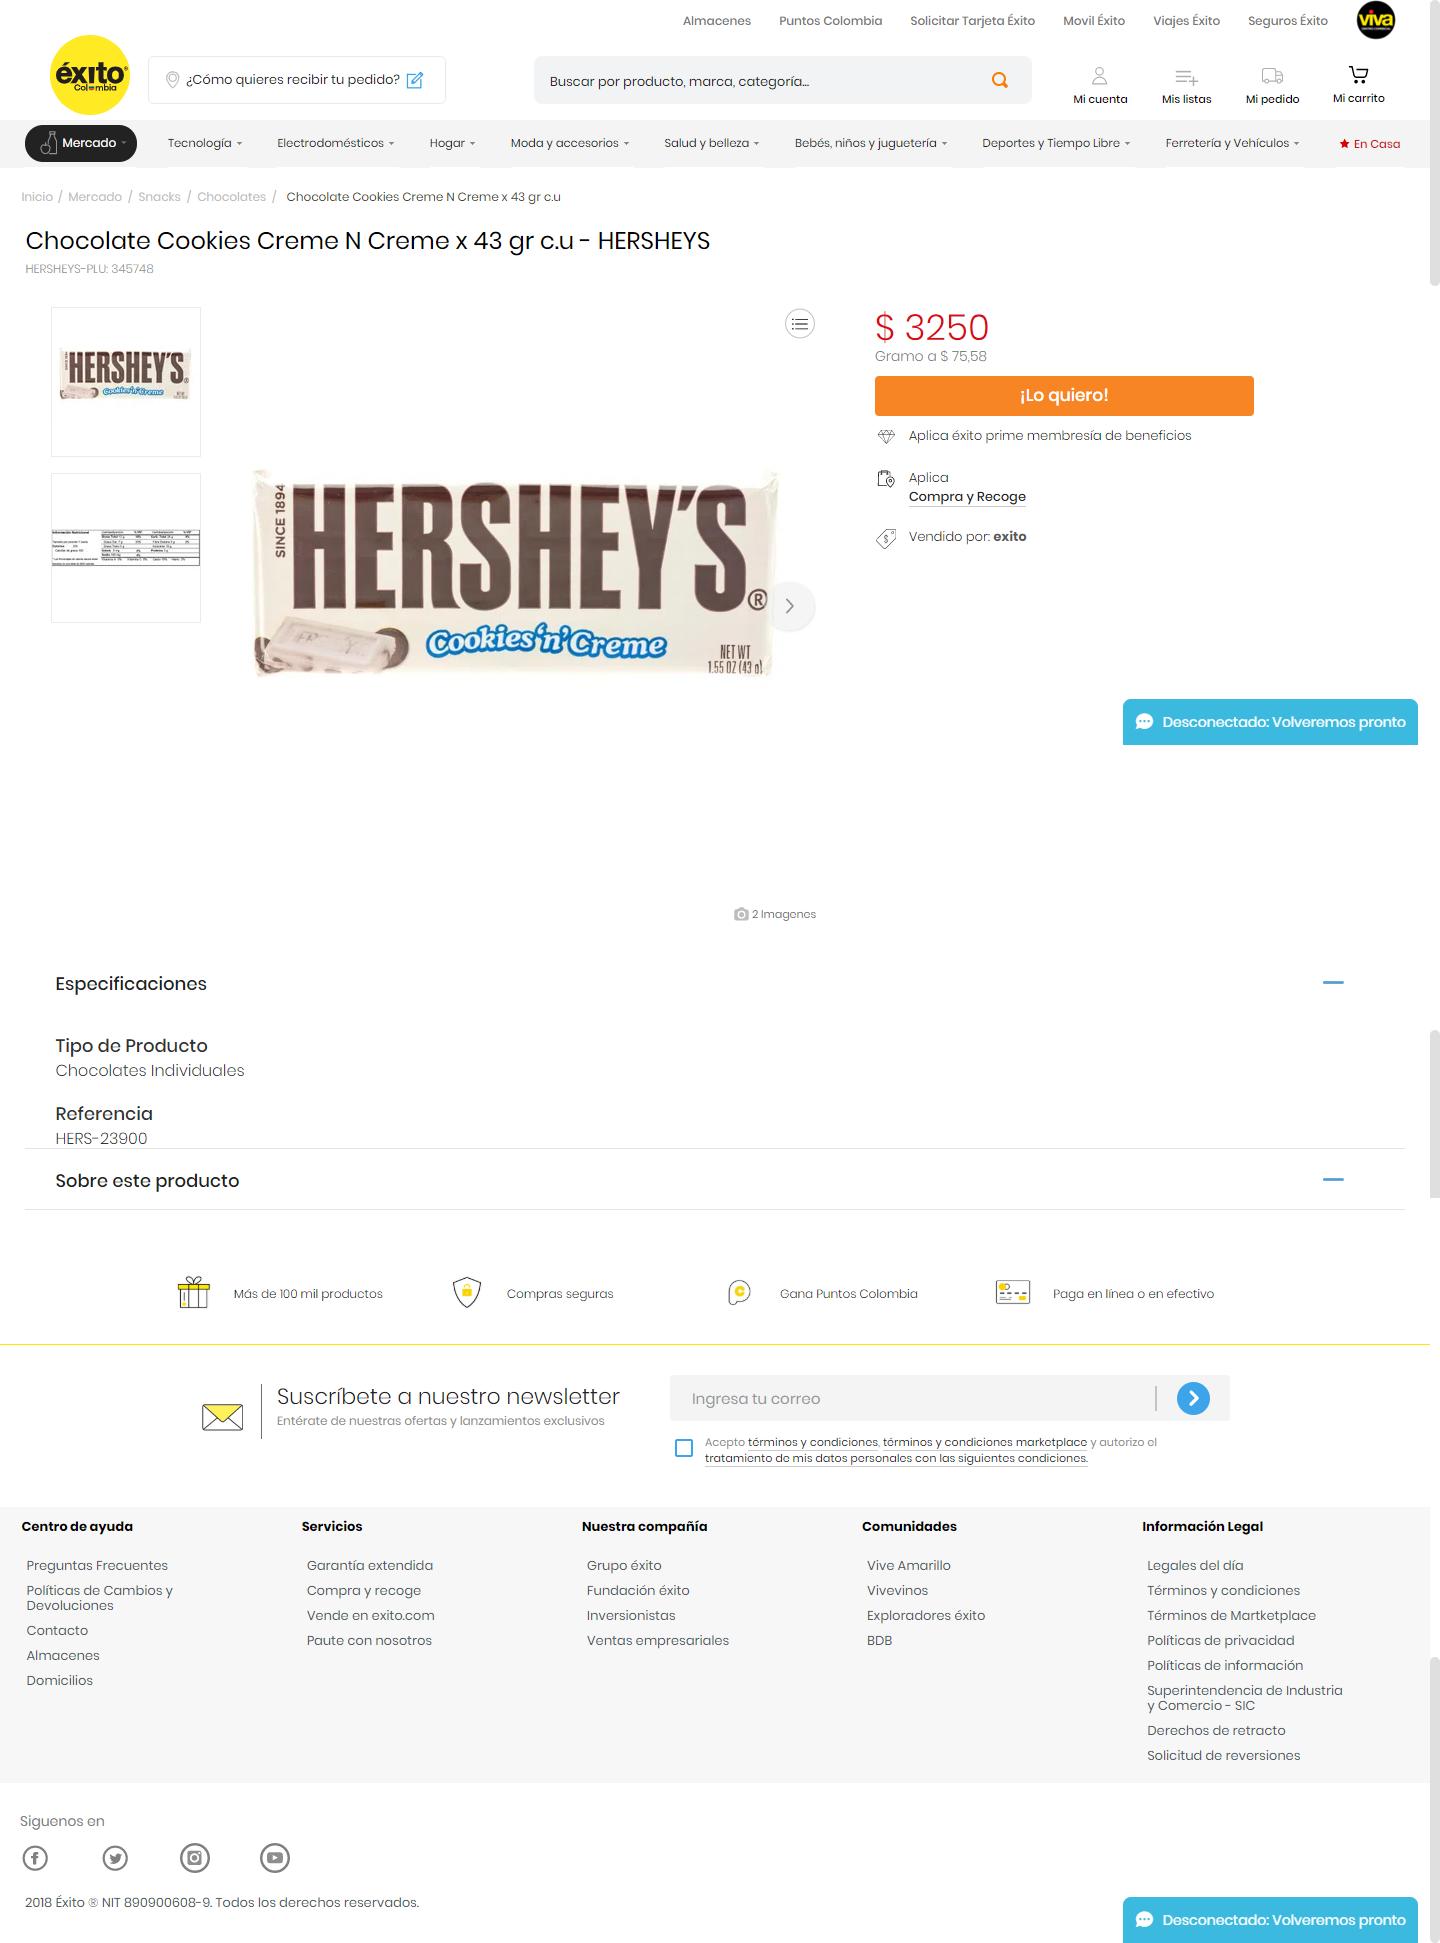 Almacenes Puntos Colombia Solicitar Tarjeta Éxito Movil Éxito Viajes Éxito Seguros Éxito viva
éxito
Colombia
¿Cómo quieres recibir tu pedido?
Buscar por producto, marca, categoría...
Mi cuenta Mis listas Mi pedido Mi carrito
Mercado Tecnología Electrodomésticos Hogar Moda y accesorios Salud y belleza Bebés, niños y juguetería Deportes y Tiempo Libre Ferretería y Vehículos En Casa
Inicio / Mercado / Snacks / Chocolates / Chocolate Cookies Creme N Creme x 43 gr c.u
Chocolate Cookies Creme N Creme x 43 gr c.u - HERSHEYS
HERSHEYS-PLU: 345748
HERSHEY'S
Cookies'n'Creme
$ 3250
Gramo a $ 75,58
¡Lo quiero!
Aplica éxito prime membresía de beneficios
Aplica
Compra y Recoge
Vendido por: exito
SINCE 1894
HERSHEY'S®
Cookies'n'Creme
NET WT
1.55 OZ (43 g)
Desconectado: Volveremos pronto
2 Imagenes
Especificaciones
Tipo de Producto
Chocolates Individuales
Referencia
HERS-23900
Sobre este producto
Más de 100 mil productos Compras seguras Gana Puntos Colombia Paga en línea o en efectivo
Suscríbete a nuestro newsletter
Entérate de nuestras ofertas y lanzamientos exclusivos
Ingresa tu correo
Acepto términos y condiciones, términos y condiciones marketplace y autorizo el
tratamiento de mis datos personales con las siguientes condiciones.
Centro de ayuda
Preguntas Frecuentes
Políticas de Cambios y
Devoluciones
Contacto
Almacenes
Domicilios
Servicios
Garantía extendida
Compra y recoge
Vende en exito.com
Paute con nosotros
Nuestra compañía
Grupo éxito
Fundación éxito
Inversionistas
Ventas empresariales
Comunidades
Vive Amarillo
Vivevinos
Exploradores éxito
BDB
Información Legal
Legales del día
Términos y condiciones
Términos de Martketplace
Políticas de privacidad
Políticas de información
Superintendencia de Industria
y Comercio - SIC
Derechos de retracto
Solicitud de reversiones
Siguenos en
2018 Éxito ® NIT 890900608-9. Todos los derechos reservados.
Desconectado: Volveremos pronto